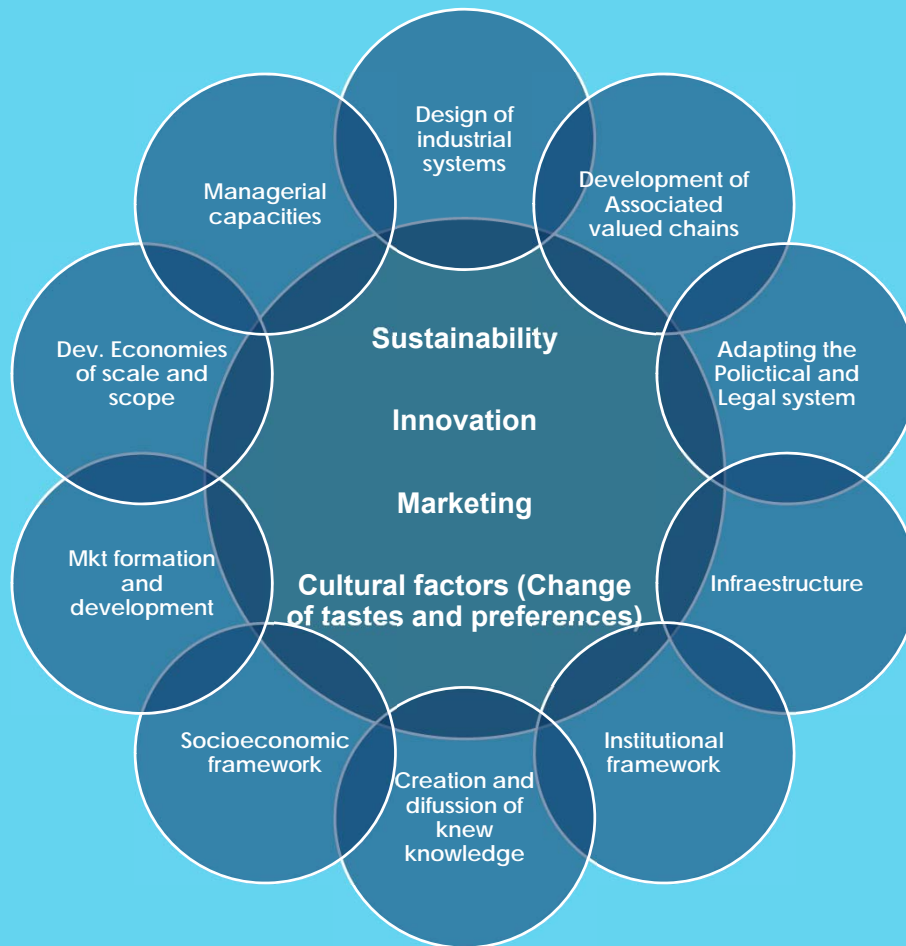 Design of
industrial
systems
Development of
Associated
valued chains
Adapting the
Polictical and
Legal system
Infraestructure
Institutional
framework
Creation and
difussion of
knew
knowledge
Socioeconomic
framework
Mkt formation
and
development
Dev. Economies
of scale and
scope
Managerial
capacities
Sustainability
Innovation
Marketing
Cultural factors (Change
of tastes and preferences)